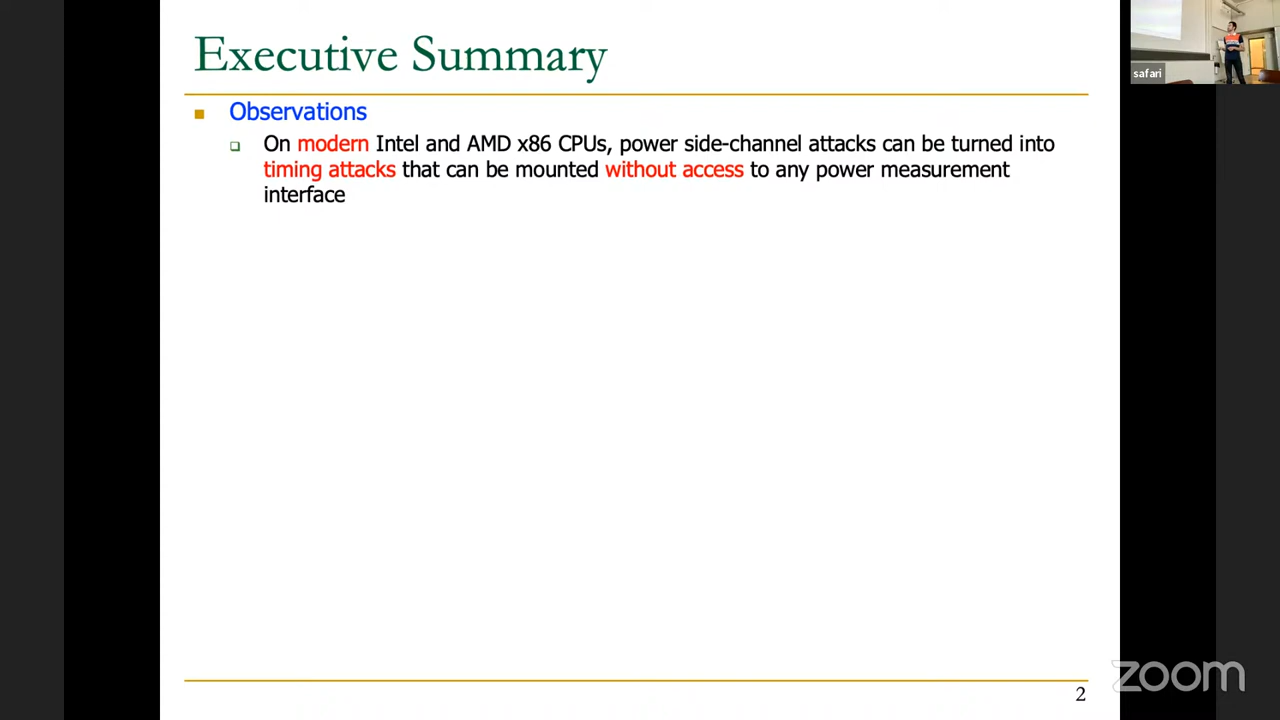 Executive Summary
Observations
On modern Intel and AMD x86 CPUs, power side-channel attacks can be turned into
timing attacks that can be mounted without access to any power measurement
interface
safari
2
zoom